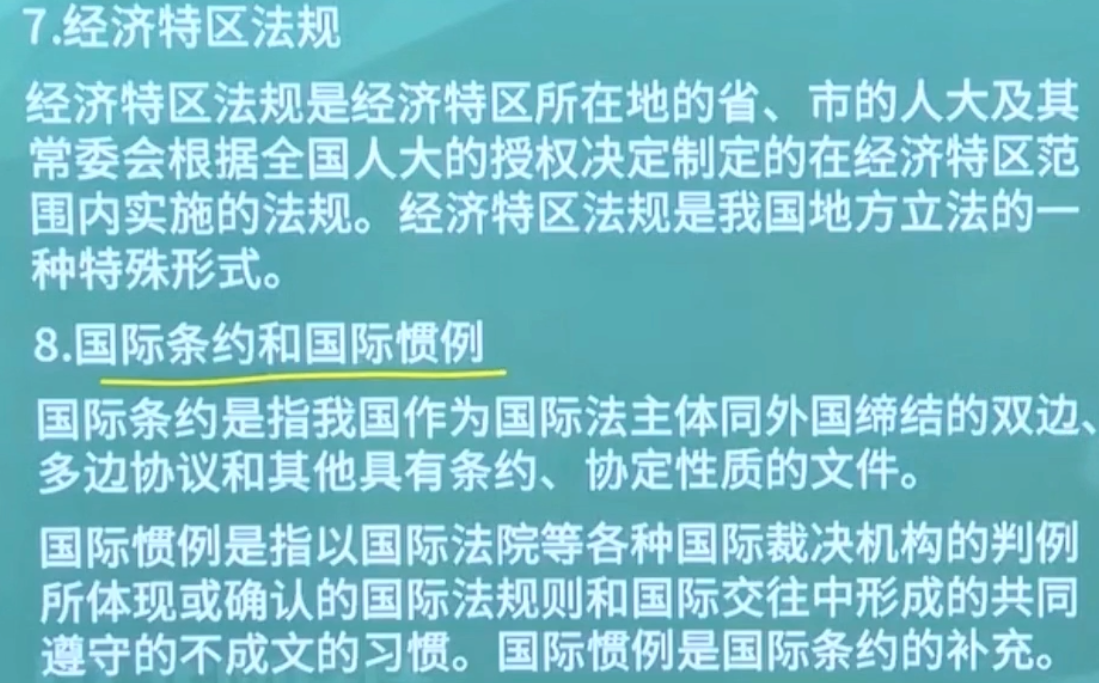 7.经济特区法规
经济特区法规是经济特区所在地的省、市的人大及其
常委会根据全国人大的授权决定制定的在经济特区范
围内实施的法规。经济特区法规是我国地方立法的一
种特殊形式。
8.国际条约和国际惯例
国际条约是指我国作为国际法主体同外国缔结的双边、
多边协议和其他具有条约、协定性质的文件。
国际惯例是指以国际法院等各种国际裁决机构的判例
所体现或确认的国际法规则和国际交往中形成的共同
遵守的不成文的习惯。国际惯例是国际条约的补充。